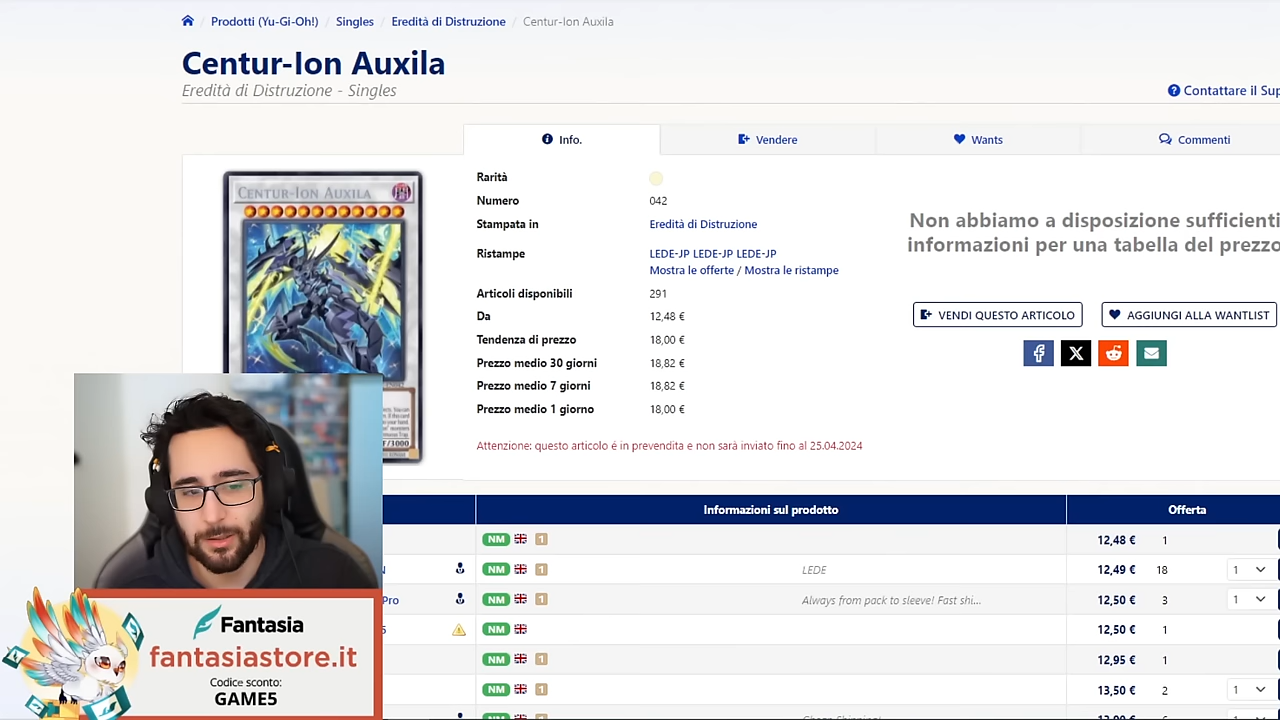 Prodotti (Yu-Gi-Oh!) / Singles / Eredità di Distruzione / Centur-Ion Auxila
Centur-Ion Auxila
Eredità di Distruzione - Singles
Contattare il Sup
Info.
Vendere
Wants
Commenti
CENTUR-ION AUXILA
Rarità
Numero 042
Stampata in Eredità di Distruzione
Ristampe LEDE-JP LEDE-JP LEDE-JP
Mostra le offerte / Mostra le ristampe
Articoli disponibili 291
Da 12,48 €
Tendenza di prezzo 18,00 €
Prezzo medio 30 giorni 18,82 €
Prezzo medio 7 giorni 18,82 €
Prezzo medio 1 giorno 18,00 €
Attenzione: questo articolo é in prevendita e non sarà inviato fino al 25.04.2024
Non abbiamo a disposizione sufficienti
informazioni per una tabella del prezzo
VENDI QUESTO ARTICOLO
AGGIUNGI ALLA WANTLIST
Informazioni sul prodotto
Offerta
NM 1 12,48 € 1
NM 1 LEDE 12,49 € 18 1
Pro NM 1 Always from pack to sleeve! Fast shi... 12,50 € 3 1
NM 12,50 € 1
NM 1 12,95 € 1
NM 1 13,50 € 2 1
Fantasia
fantasiastore.it
Codice sconto:
GAME5